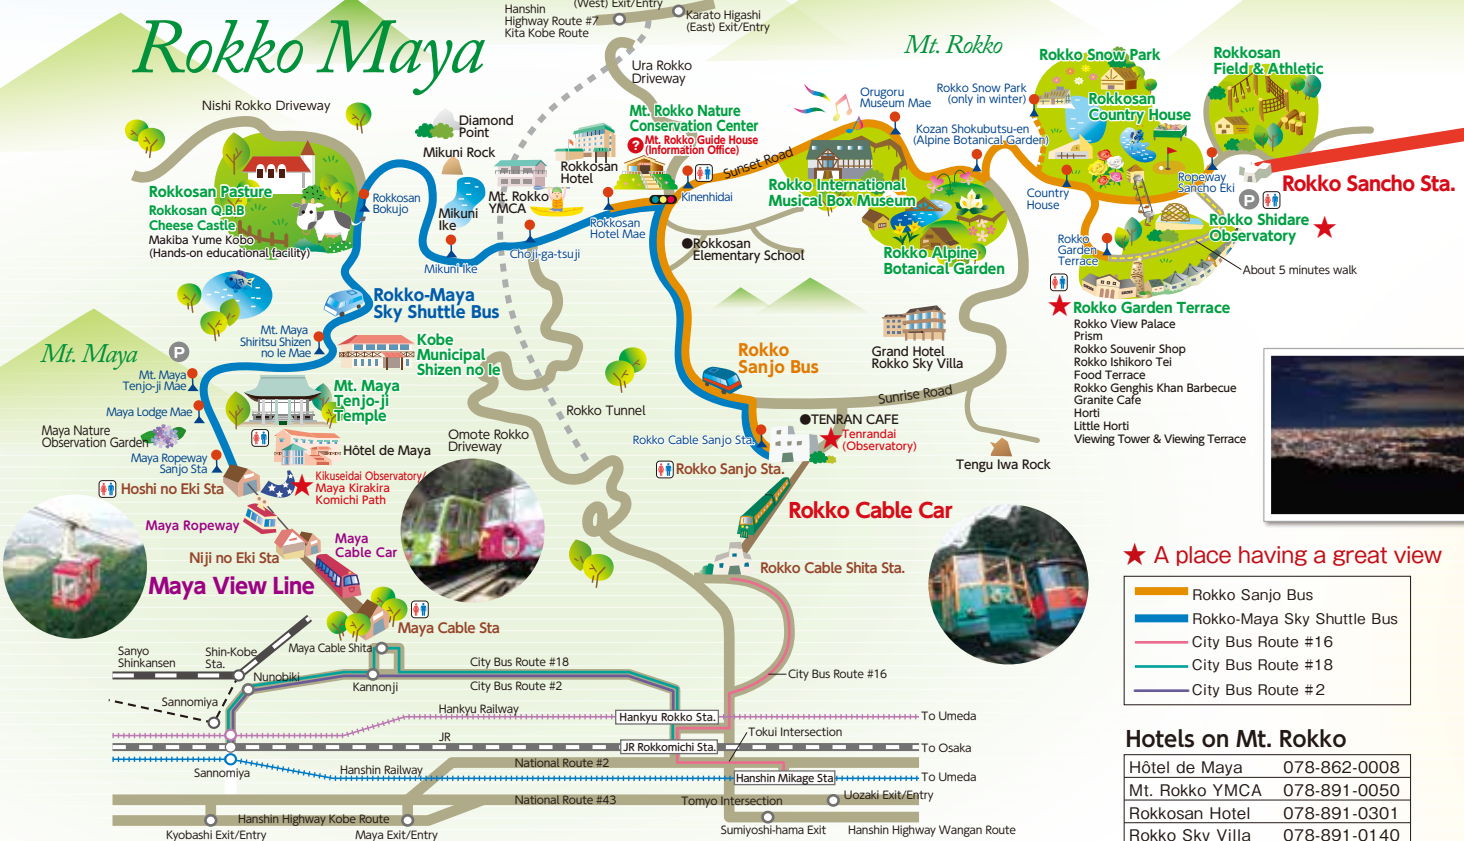 Rokko Maya
Hanshin
Highway Route #7
Kita Kobe Route
(West) Exit/Entry
Karato Higashi
(East) Exit/Entry
Ura Rokko
Driveway
Mt. Rokko
Nishi Rokko Driveway
Diamond
Point
Mikuni Rock
Rokkosan
Hotel
Mt. Rokko Nature
Conservation Center
? Mt. Rokko Guide House
(Information Office)
Sunset Road
Orugoru
Museum Mae
Rokko Snow Park
(only in winter)
Kozan Shokubutsu-en
(Alpine Botanical Garden)
Rokko Snow Park
Rokkosan
Country House
Rokkosan
Field & Athletic
Ropeway
Sancho Eki
Rokko Sancho Sta.
P
Rokkosan Pasture
Rokkosan Q.B.B
Cheese Castle
Makiba Yume Kobo
(Hands-on educational facility)
Rokkosan
Bokujo
Mikuni
Ike
Mt. Rokko
YMCA
Mikuni Ike
Choji-ga-tsuji
Rokkosan
Hotel Mae
Kinenhidai
Rokkosan
Elementary School
Rokko International
Musical Box Museum
Rokko Alpine
Botanical Garden
Country
House
Rokko
Garden
Terrace
Rokko Shidare
Observatory
About 5 minutes walk
Rokko Garden Terrace
Rokko View Palace
Prism
Rokko Souvenir Shop
Rokko Ishikoro Tei
Food Terrace
Rokko Genghis Khan Barbecue
Granite Cafe
Horti
Little Horti
Viewing Tower & Viewing Terrace
Rokko-Maya
Sky Shuttle Bus
Mt. Maya
P
Mt. Maya
Shiritsu Shizen
no Ie Mae
Kobe
Municipal
Shizen no Ie
Mt. Maya
Tenjo-ji Mae
Mt. Maya
Tenjo-ji
Temple
Maya Lodge Mae
Maya Nature
Observation Garden
Hôtel de Maya
Maya Ropeway
Sanjo Sta
Hoshi no Eki Sta
Kikuseidai Observatory/
Maya Kirakira
Komichi Path
Maya Ropeway
Niji no Eki Sta
Maya
Cable Car
Maya View Line
Maya Cable Sta
Omote Rokko
Driveway
Rokko Tunnel
Rokko
Sanjo Bus
Grand Hotel
Rokko Sky Villa
Sunrise Road
TENRAN CAFE
Tenrandai
(Observatory)
Rokko Cable Sanjo Sta.
Rokko Sanjo Sta.
Tengu Iwa Rock
Rokko Cable Car
Rokko Cable Shita Sta.
Sanyo
Shinkansen
Shin-Kobe
Sta.
Maya Cable Shita
Nunobiki
Kannonji
Sannomiya
City Bus Route #18
City Bus Route #2
City Bus Route #16
Hankyu Railway
Hankyu Rokko Sta.
To Umeda
JR
JR Rokkomichi Sta.
Tokui Intersection
To Osaka
National Route #2
Sannomiya
Hanshin Railway
Hanshin Mikage Sta
To Umeda
National Route #43
Tomyo Intersection
Uozaki Exit/Entry
Hanshin Highway Kobe Route
Kyobashi Exit/Entry
Maya Exit/Entry
Sumiyoshi-hama Exit
Hanshin Highway Wangan Route
★ A place having a great view
Rokko Sanjo Bus
Rokko-Maya Sky Shuttle Bus
City Bus Route #16
City Bus Route #18
City Bus Route #2
Hotels on Mt. Rokko
Hôtel de Maya 078-862-0008
Mt. Rokko YMCA 078-891-0050
Rokkosan Hotel 078-891-0301
Rokko Sky Villa 078-891-0140